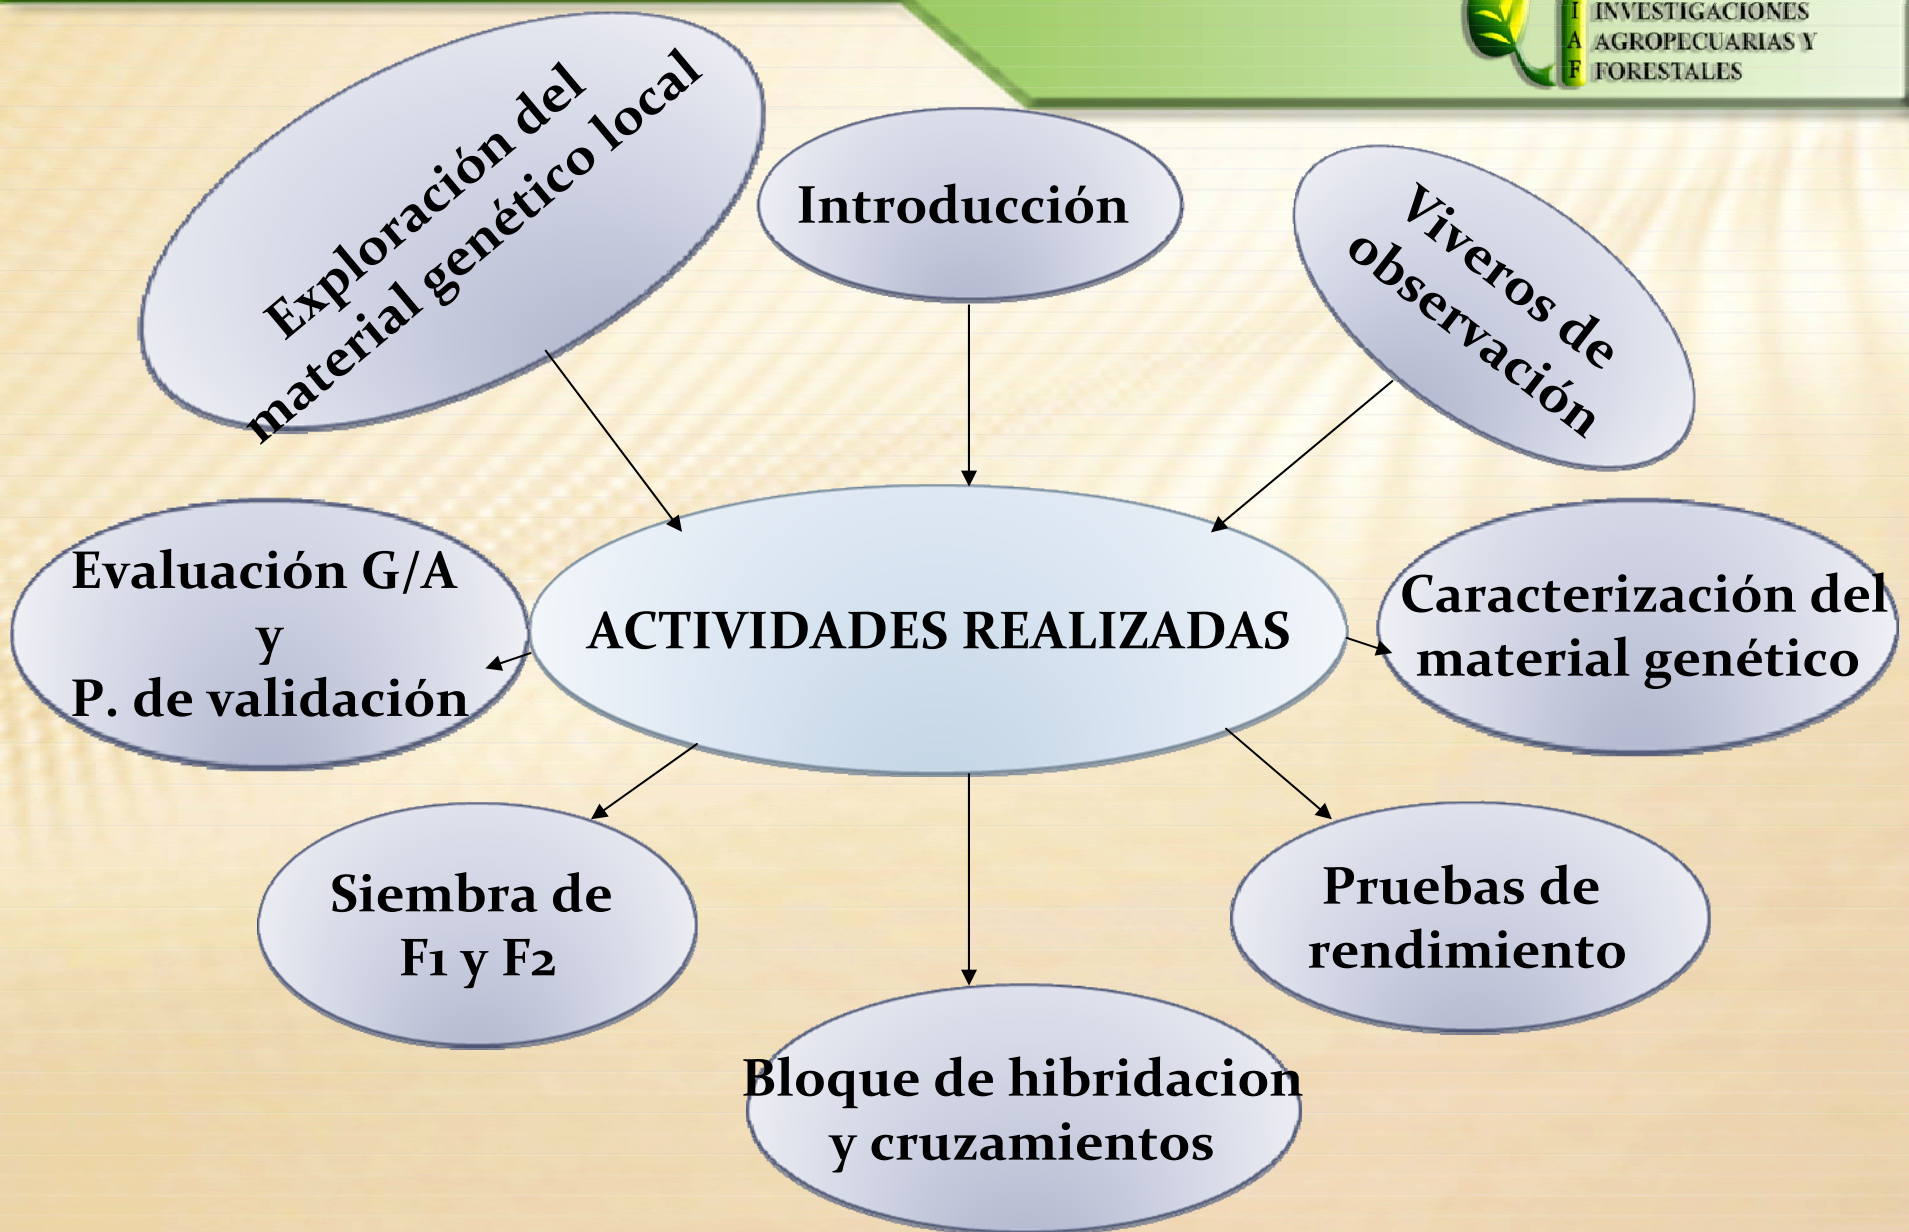 I INVESTIGACIONES
A AGROPECUARIAS Y
F FORESTALES
Exploración del
material genético local
Introducción
Viveros de
observación
Evaluación G/A
y
P. de validación
ACTIVIDADES REALIZADAS
Caracterización del
material genético
Siembra de
F1 y F2
Pruebas de
rendimiento
Bloque de hibridacion
y cruzamientos